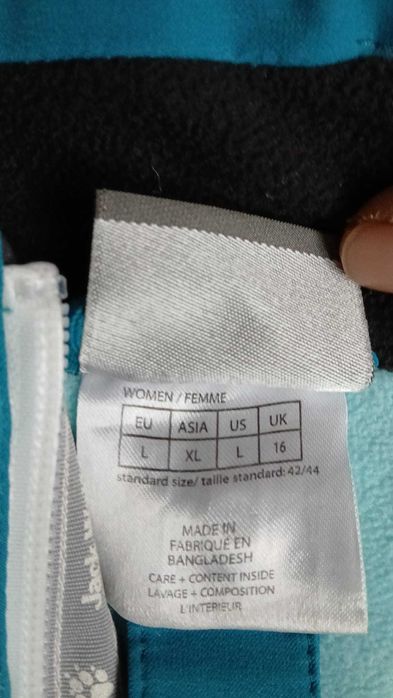 WOMEN / FEMME
EU ASIA US UK
L XL L 16
standard size/ taille standard: 42/44
MADE IN
FABRIQUÉ EN
BANGLADESH
CARE + CONTENT INSIDE
LAVAGE + COMPOSITION
L'INTERIEUR
Jack